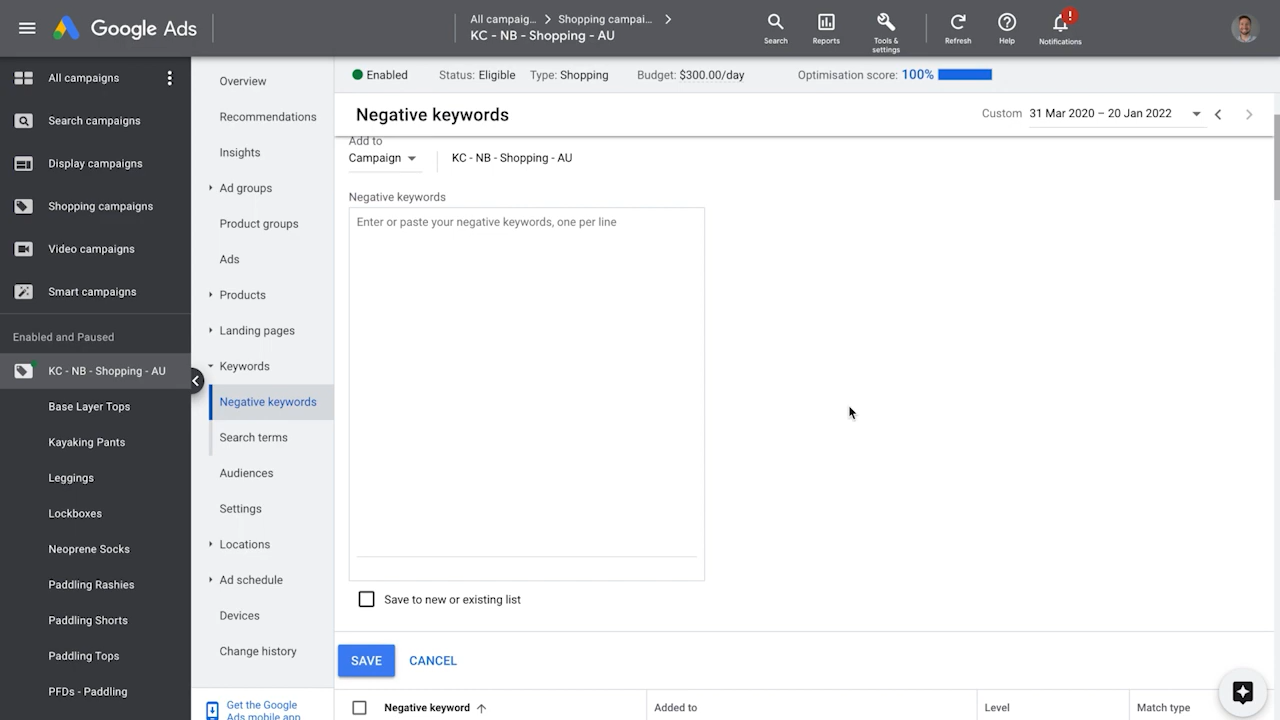 Google Ads
All campaig... > Shopping campai... >
KC - NB - Shopping - AU
Search
Reports
Tools &
settings
Refresh
Help
!
Notifications
All campaigns
Search campaigns
Display campaigns
Shopping campaigns
Video campaigns
Smart campaigns
Enabled and Paused
KC - NB - Shopping - AU
Base Layer Tops
Kayaking Pants
Leggings
Lockboxes
Neoprene Socks
Paddling Rashies
Paddling Shorts
Paddling Tops
PFDs - Paddling
Overview
Recommendations
Insights
Ad groups
Product groups
Ads
Products
Landing pages
Keywords
Negative keywords
Search terms
Audiences
Settings
Locations
Ad schedule
Devices
Change history
Get the Google
Ads mobile app
Enabled Status: Eligible Type: Shopping Budget: $300.00/day Optimisation score: 100%
Negative keywords
Custom 31 Mar 2020 – 20 Jan 2022
Add to
Campaign KC - NB - Shopping - AU
Negative keywords
Enter or paste your negative keywords, one per line
Save to new or existing list
SAVE CANCEL
Negative keyword Added to Level Match type